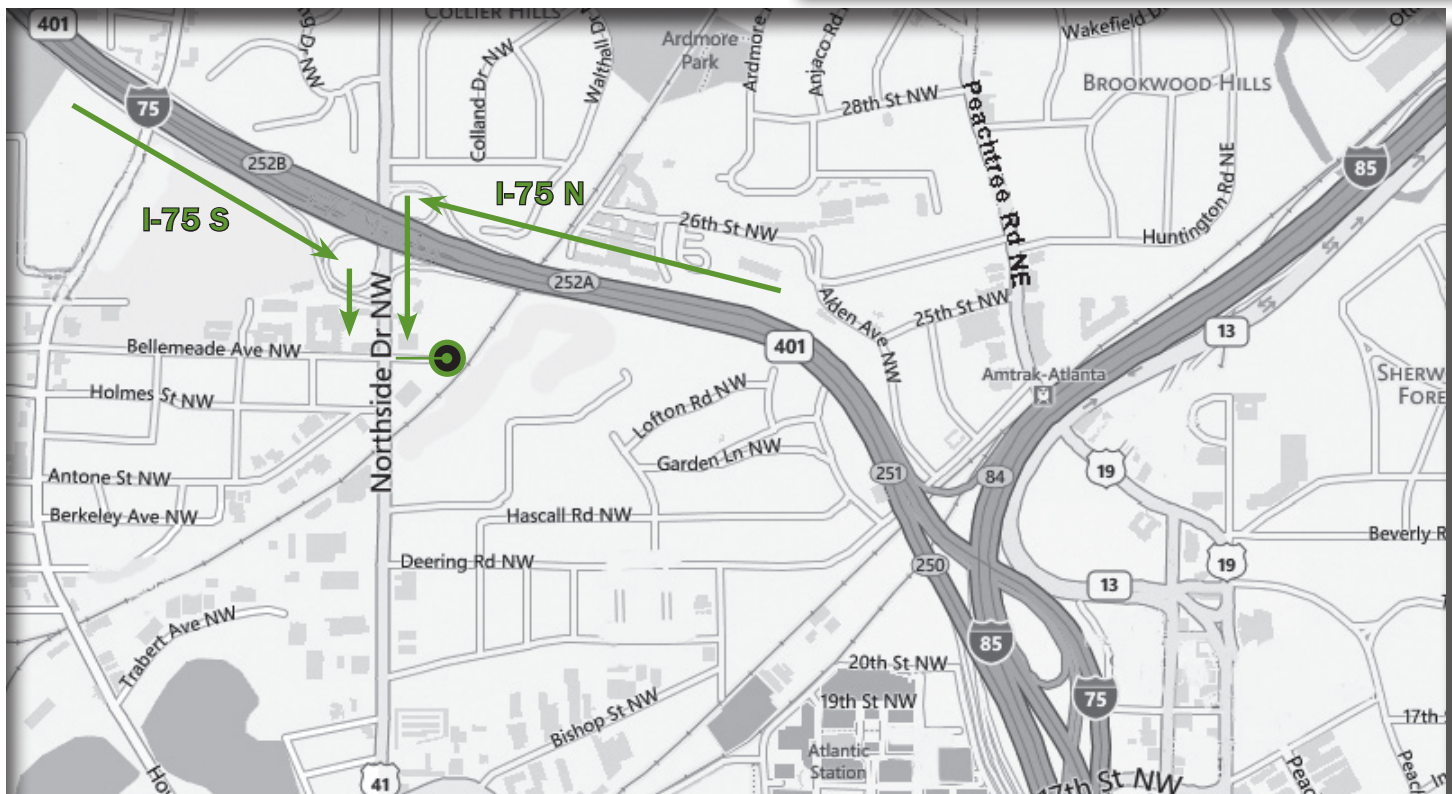 401
COLLIER HILLS
Ardmore
Park
Wakefield
BROOKWOOD HILLS
75
Colland Dr NW
Walthall Dr
Ardmore
Anjaco Rd
28th St NW
Peachtree Rd NE
Huntington Rd NE
85
252B
I-75 S
I-75 N
26th St NW
252A
Alden Ave NW
25th St NW
13
401
Northside Dr NW
Bellemeade Ave NW
Holmes St NW
Amtrak-Atlanta
SHERW
FORE
Lofton Rd NW
Garden Ln NW
251
84
19
Antone St NW
Berkeley Ave NW
Hascall Rd NW
Deering Rd NW
250
13
19
Beverly R
Trabert Ave NW
85
75
20th St NW
19th St NW
Bishop St NW
Atlantic
Station
17th
41
17th St NW